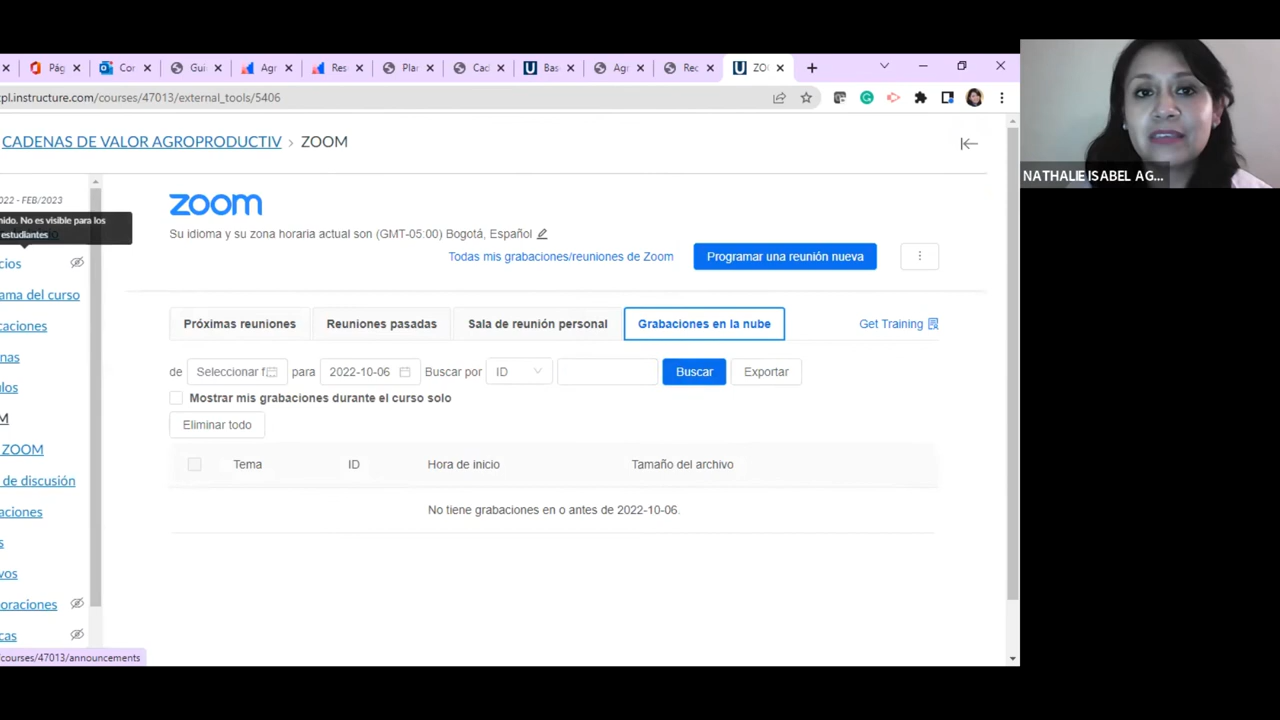 Pág
Cor
Gui
Agr
Res
Plar
Cad
Bas
Agr
Rec
ZO
pl.instructure.com/courses/47013/external_tools/5406
NATHALIE ISABEL AG...
CADENAS DE VALOR AGROPRODUCTIV > ZOOM
2022 - FEB/2023
nido. No es visible para los
estudiantes
cios
ama del curso
caciones
nas
ulos
M
ZOOM
de discusión
aciones
s
vos
oraciones
cas
courses/47013/announcements
zoom
Su idioma y su zona horaria actual son (GMT-05:00) Bogotá, Español
Todas mis grabaciones/reuniones de Zoom
Programar una reunión nueva
Próximas reuniones
Reuniones pasadas
Sala de reunión personal
Grabaciones en la nube
Get Training
de Seleccionar f para 2022-10-06 Buscar por ID Buscar Exportar
Mostrar mis grabaciones durante el curso solo
Eliminar todo
Tema ID Hora de inicio Tamaño del archivo
No tiene grabaciones en o antes de 2022-10-06.